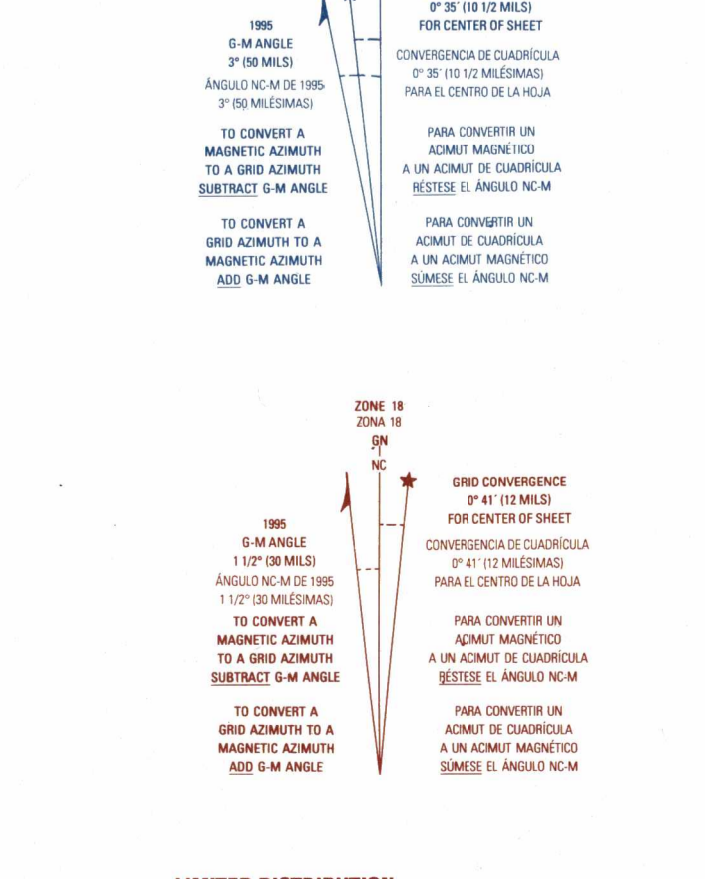 0° 35´ (10 1/2 MILS)
FOR CENTER OF SHEET
1995
G-M ANGLE
3° (50 MILS)
ÁNGULO NC-M DE 1995
3° (50 MILÉSIMAS)
CONVERGENCIA DE CUADRÍCULA
0° 35´ (10 1/2 MILÉSIMAS)
PARA EL CENTRO DE LA HOJA
TO CONVERT A
MAGNETIC AZIMUTH
TO A GRID AZIMUTH
SUBTRACT G-M ANGLE
PARA CONVERTIR UN
ACIMUT MAGNÉTICO
A UN ACIMUT DE CUADRÍCULA
RÉSTESE EL ÁNGULO NC-M
TO CONVERT A
GRID AZIMUTH TO A
MAGNETIC AZIMUTH
ADD G-M ANGLE
PARA CONVERTIR UN
ACIMUT DE CUADRÍCULA
A UN ACIMUT MAGNÉTICO
SÚMESE EL ÁNGULO NC-M
ZONE 18
ZONA 18
GN
NC
GRID CONVERGENCE
0° 41´ (12 MILS)
FOR CENTER OF SHEET
1995
G-M ANGLE
1 1/2° (30 MILS)
ÁNGULO NC-M DE 1995
1 1/2° (30 MILÉSIMAS)
CONVERGENCIA DE CUADRÍCULA
0° 41´ (12 MILÉSIMAS)
PARA EL CENTRO DE LA HOJA
TO CONVERT A
MAGNETIC AZIMUTH
TO A GRID AZIMUTH
SUBTRACT G-M ANGLE
PARA CONVERTIR UN
ACIMUT MAGNÉTICO
A UN ACIMUT DE CUADRÍCULA
RÉSTESE EL ÁNGULO NC-M
TO CONVERT A
GRID AZIMUTH TO A
MAGNETIC AZIMUTH
ADD G-M ANGLE
PARA CONVERTIR UN
ACIMUT DE CUADRÍCULA
A UN ACIMUT MAGNÉTICO
SÚMESE EL ÁNGULO NC-M